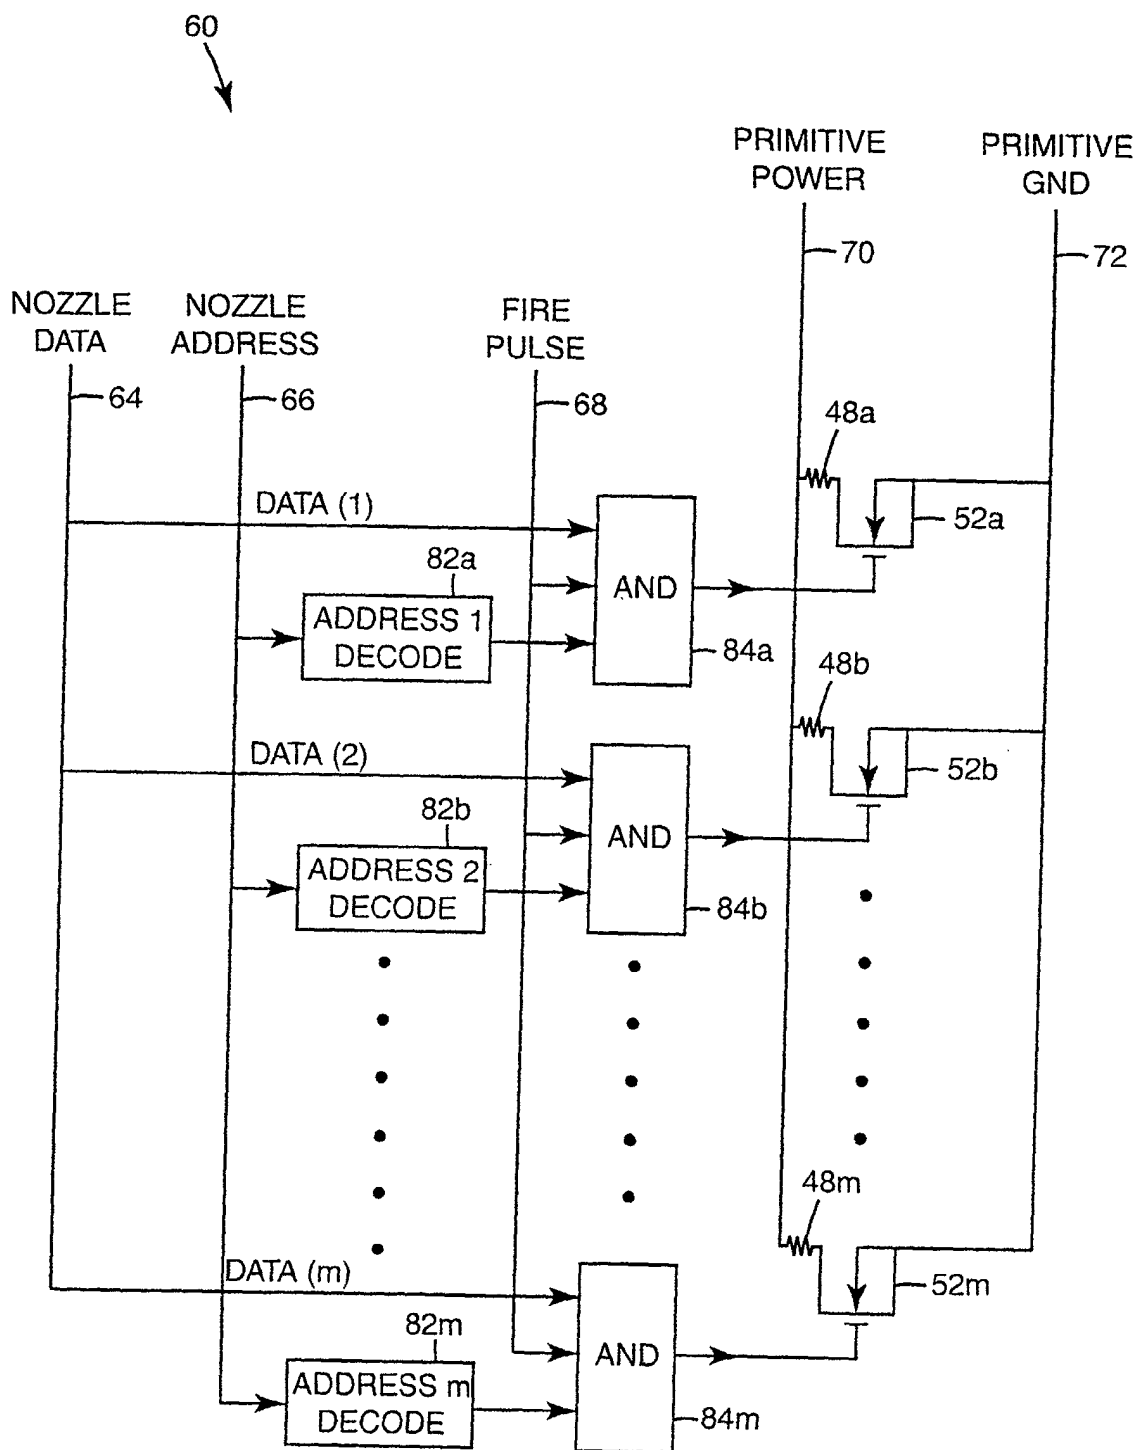 60
PRIMITIVE
POWER
PRIMITIVE
GND
70
72
NOZZLE
DATA
NOZZLE
ADDRESS
FIRE
PULSE
64
66
68
48a
DATA (1)
52a
82a
AND
ADDRESS 1
DECODE
84a
48b
DATA (2)
52b
82b
AND
ADDRESS 2
DECODE
84b
48m
DATA (m)
52m
82m
AND
ADDRESS m
DECODE
84m